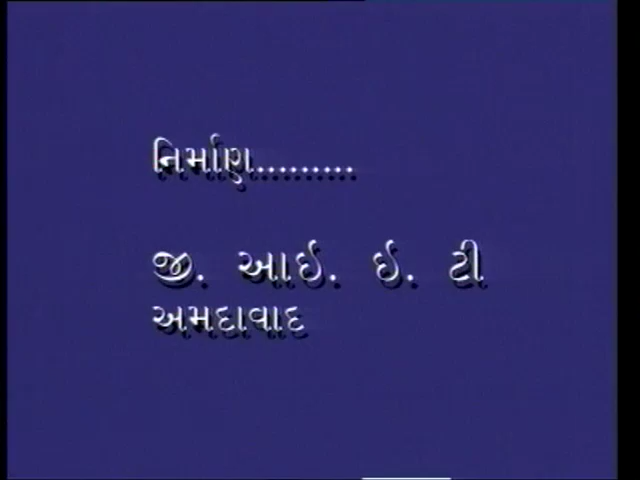 નિર્માણ.........
જી. આઈ. ઈ. ટી
અમદાવાદ